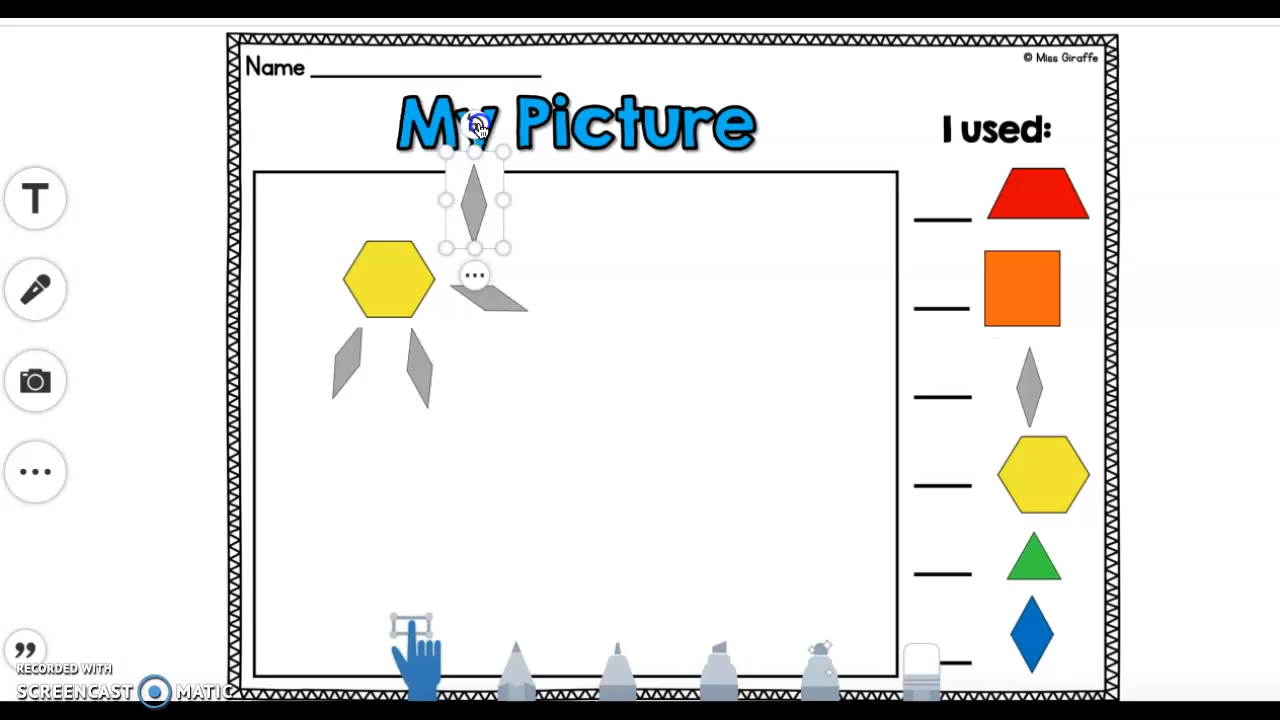 © Miss Giraffe
Name
My Picture
I used:
T
RECORDED WITH
SCREENCAST MATIC